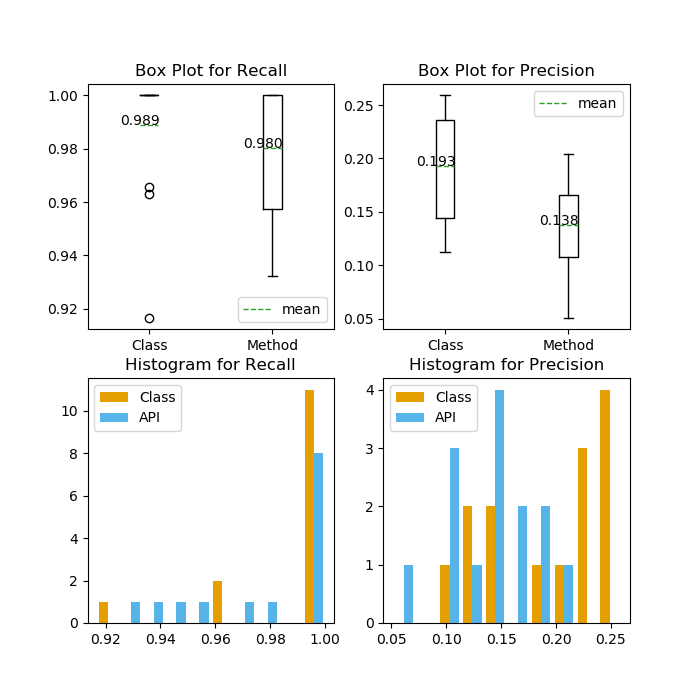 Box Plot for Recall
1.00
0.98
0.96
0.94
0.92
0.989
0.980
mean
Class Method
Box Plot for Precision
0.25
0.20
0.15
0.10
0.05
mean
0.193
0.138
Class Method
Histogram for Recall
10
8
6
4
2
0
Class
API
0.92 0.94 0.96 0.98 1.00
Histogram for Precision
4
3
2
1
0
Class
API
0.05 0.10 0.15 0.20 0.25